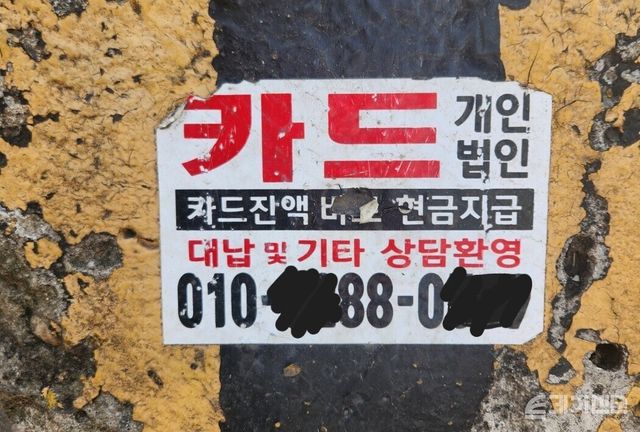 카드 개인 법인
카드잔액 현금지급
대납 및 기타 상담환영
010- 88-0